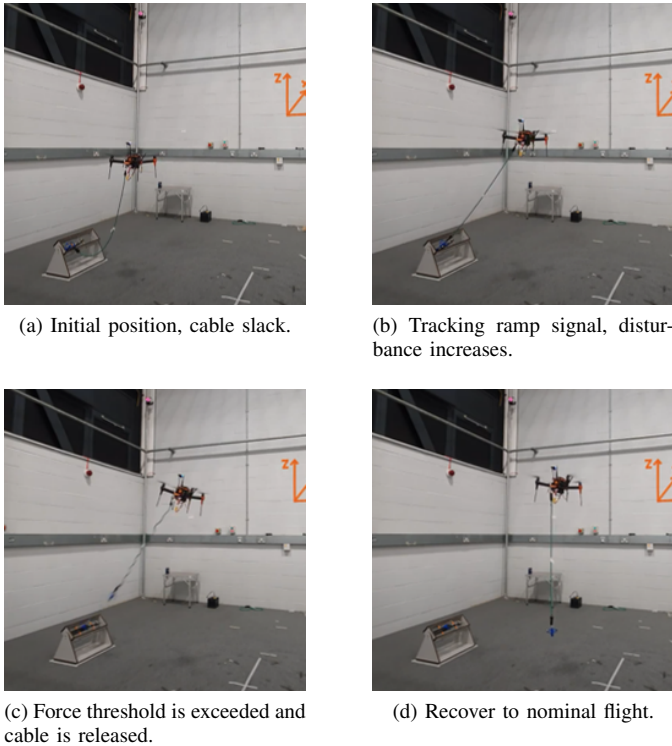 Z
(a) Initial position, cable slack.
Z
(b) Tracking ramp signal, distur-
bance increases.
Z
(c) Force threshold is exceeded and
cable is released.
Z
(d) Recover to nominal flight.